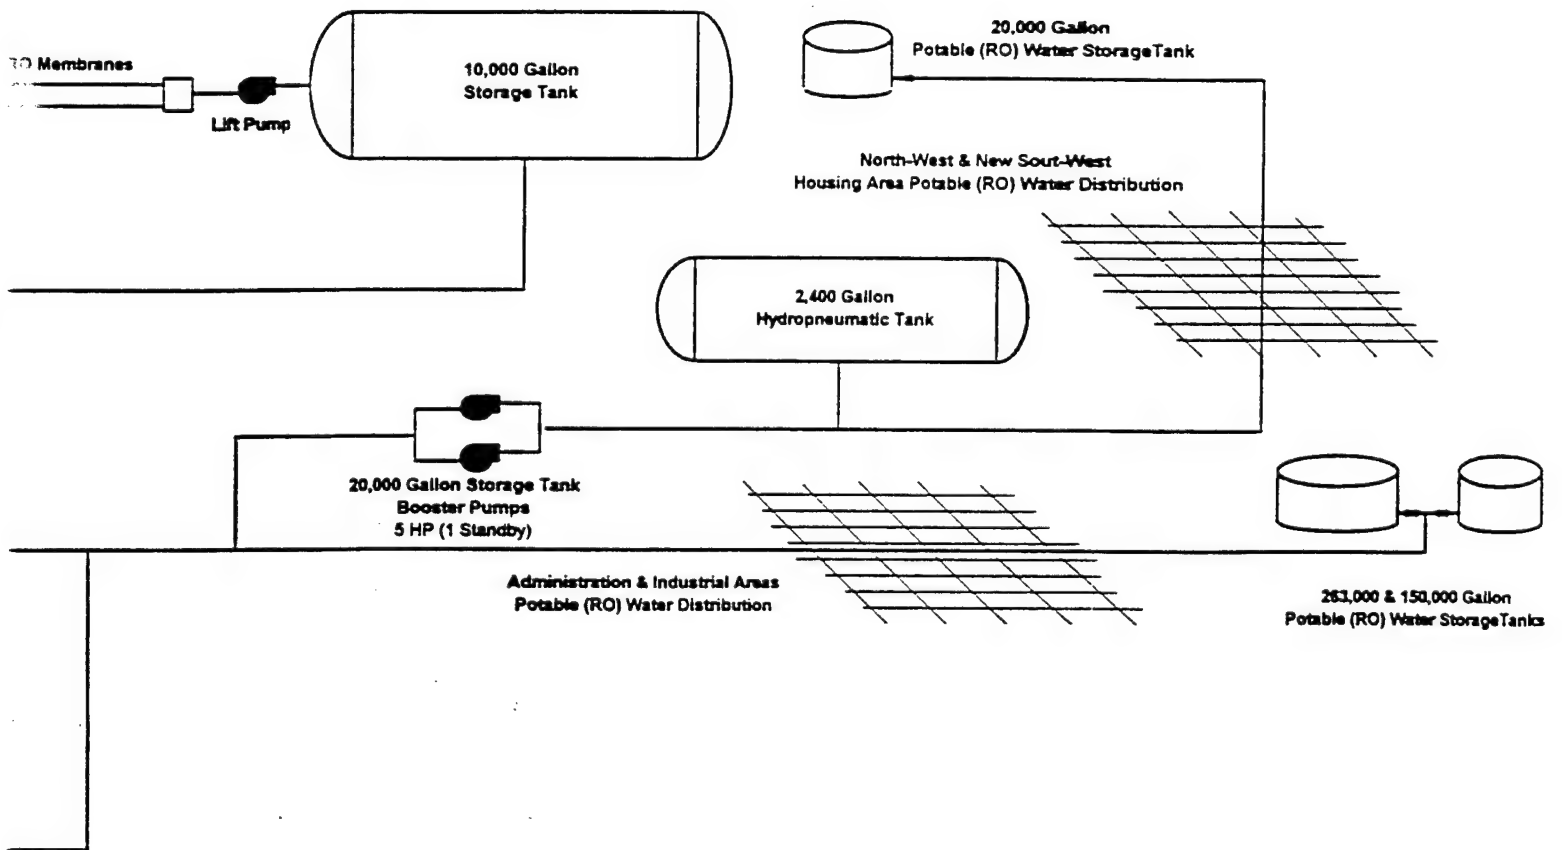 RO Membranes
Lift Pump
10,000 Gallon
Storage Tank
20,000 Gallon
Potable (RO) Water StorageTank
North-West & New Sout-West
Housing Area Potable (RO) Water Distribution
2,400 Gallon
Hydropneumatic Tank
20,000 Gallon Storage Tank
Booster Pumps
5 HP (1 Standby)
Administration & Industrial Areas
Potable (RO) Water Distribution
263,000 & 150,000 Gallon
Potable (RO) Water StorageTanks